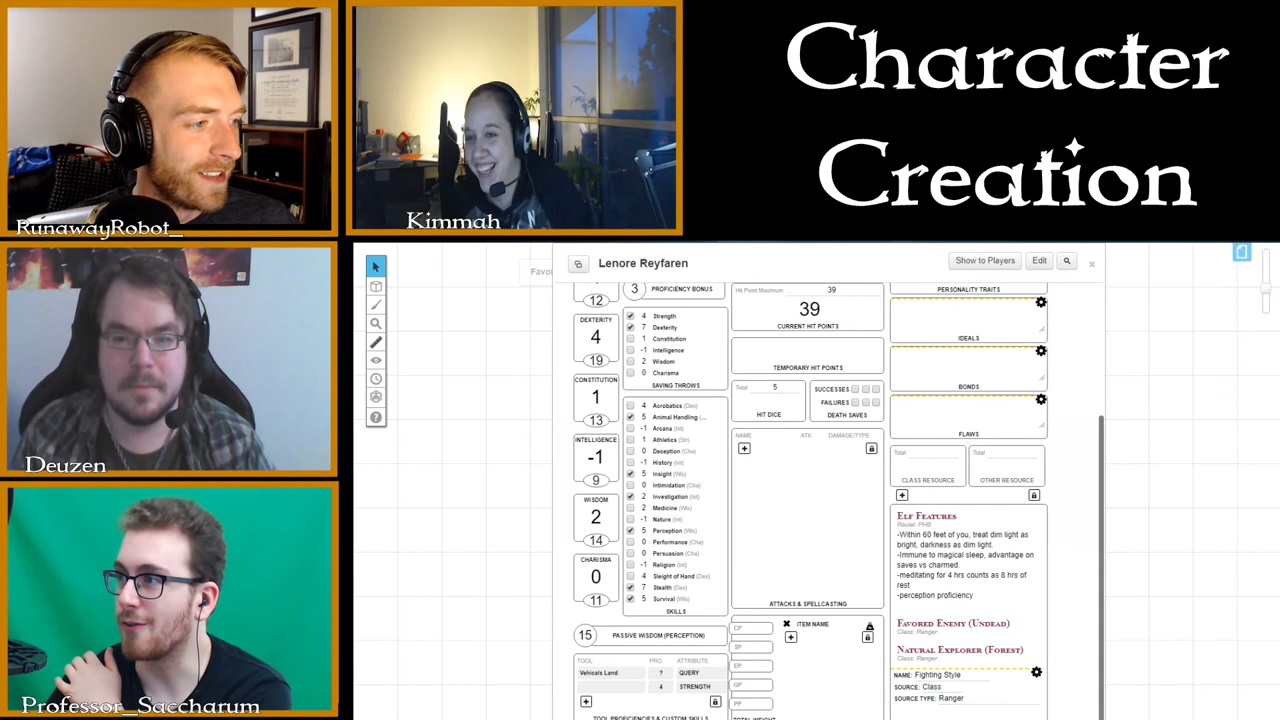 Character
Creation
RunawayRobot_
Kimmah
Deuzen
Professor_Saccharum
Favo
Lenore Reyfaren
Show to Players
Edit
12
DEXTERITY
4
19
CONSTITUTION
1
13
INTELLIGENCE
-1
9
WISDOM
2
14
CHARISMA
0
11
3 PROFICIENCY BONUS
4 Strength
7 Dexterity
1 Constitution
-1 Intelligence
2 Wisdom
0 Charisma
SAVING THROWS
4 Acrobatics (Dex)
5 Animal Handling (...
-1 Arcana (Int)
1 Athletics (Str)
0 Deception (Cha)
-1 History (Int)
5 Insight (Wis)
0 Intimidation (Cha)
2 Investigation (Int)
2 Medicine (Wis)
-1 Nature (Int)
5 Perception (Wis)
0 Performance (Cha)
0 Persuasion (Cha)
-1 Religion (Int)
4 Sleight of Hand (Dex)
7 Stealth (Dex)
5 Survival (Wis)
SKILLS
15 PASSIVE WISDOM (PERCEPTION)
TOOL PRO ATTRIBUTE
Vehicals Land ? QUERY
4 STRENGTH
TOOL PROFICIENCIES & CUSTOM SKILLS
Hit Point Maximum 39
39
CURRENT HIT POINTS
TEMPORARY HIT POINTS
Total 5
HIT DICE
SUCCESSES
FAILURES
DEATH SAVES
NAME ATK DAMAGE/TYPE
ATTACKS & SPELLCASTING
CP
SP
EP
GP
PP
ITEM NAME
TOTAL WEIGHT
PERSONALITY TRAITS
IDEALS
BONDS
FLAWS
Total
CLASS RESOURCE
Total
OTHER RESOURCE
ELF FEATURES
Racial: PHB
-Within 60 feet of you, treat dim light as
bright, darkness as dim light.
-Immune to magical sleep, advantage on
saves vs charmed.
-meditating for 4 hrs counts as 8 hrs of
rest
-perception proficiency
FAVORED ENEMY (UNDEAD)
Class: Ranger
NATURAL EXPLORER (FOREST)
Class: Ranger
NAME: Fighting Style
SOURCE: Class
SOURCE TYPE: Ranger